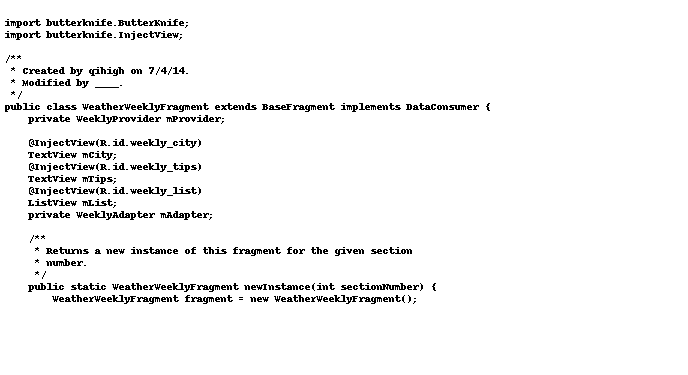 import butterknife.ButterKnife;
import butterknife.InjectView;
/**
 * Created by qihigh on 7/4/14.
 * Modified by ____.
 */
public class WeatherWeeklyFragment extends BaseFragment implements DataConsumer {
    private WeeklyProvider mProvider;
    @InjectView(R.id.weekly_city)
    TextView mCity;
    @InjectView(R.id.weekly_tips)
    TextView mTips;
    @InjectView(R.id.weekly_list)
    ListView mList;
    private WeeklyAdapter mAdapter;
    /**
     * Returns a new instance of this fragment for the given section
     * number.
     */
    public static WeatherWeeklyFragment newInstance(int sectionNumber) {
        WeatherWeeklyFragment fragment = new WeatherWeeklyFragment();